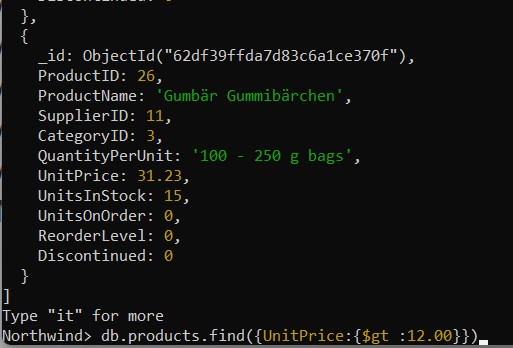 },
{
_id: ObjectId("62df39ffda7d83c6a1ce370f"),
ProductID: 26,
ProductName: 'Gumbär Gummibärchen',
SupplierID: 11,
CategoryID: 3,
QuantityPerUnit: '100 - 250 g bags',
UnitPrice: 31.23,
UnitsInStock: 15,
UnitsOnOrder: 0,
ReorderLevel: 0,
Discontinued: 0
}
]
Type "it" for more
Northwind> db.products.find({UnitPrice:{$gt :12.00}})